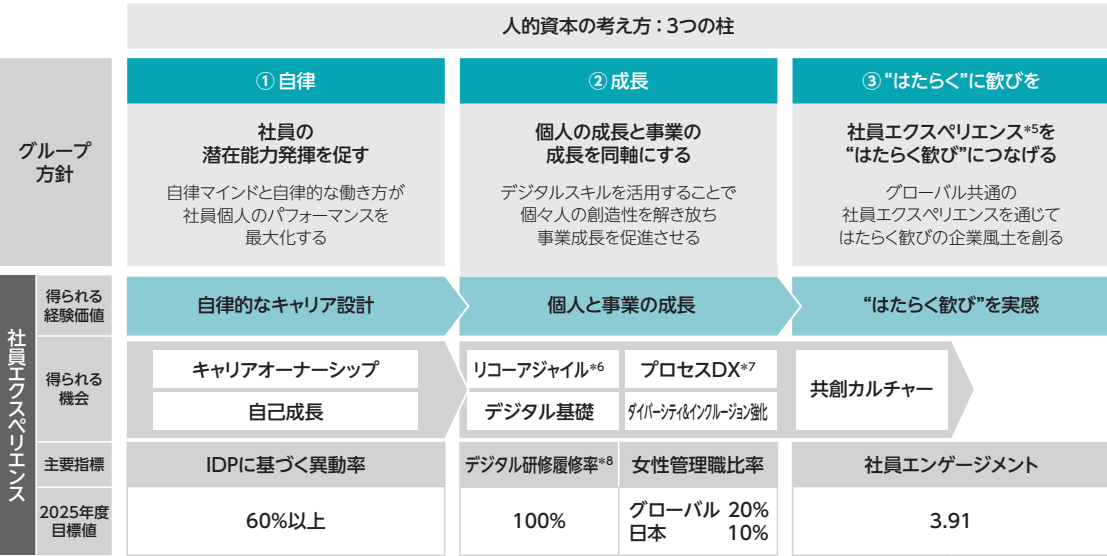 人的資本の考え方：3つの柱
グループ
方針
① 自律
社員の
潜在能力発揮を促す
自律マインドと自律的な働き方が
社員個人のパフォーマンスを
最大化する
② 成長
個人の成長と事業の
成長を同軸にする
デジタルスキルを活用することで
個々人の創造性を解き放ち
事業成長を促進させる
③ “はたらく”に歓びを
社員エクスペリエンス*5を
“はたらく歓び”につなげる
グローバル共通の
社員エクスペリエンスを通じて
はたらく歓びの企業風土を創る
社員エクスペリエンス
得られる
経験価値
自律的なキャリア設計
個人と事業の成長
“はたらく歓び”を実感
得られる
機会
キャリアオーナーシップ
自己成長
リコーアジャイル*6
プロセスDX*7
デジタル基礎
ダイバーシティ&インクルージョン強化
共創カルチャー
主要指標
IDPに基づく異動率
デジタル研修履修率*8
女性管理職比率
社員エンゲージメント
2025年度
目標値
60%以上
100%
グローバル 20%
日本 10%
3.91